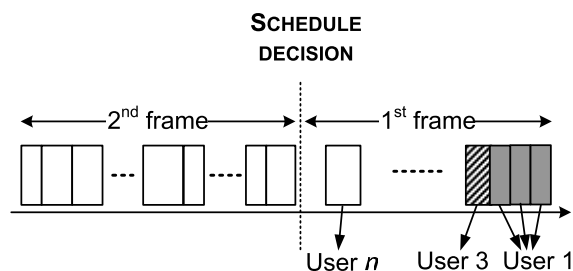 SCHEDULE
DECISION
2nd frame
1st frame
User n
User 3
User 1